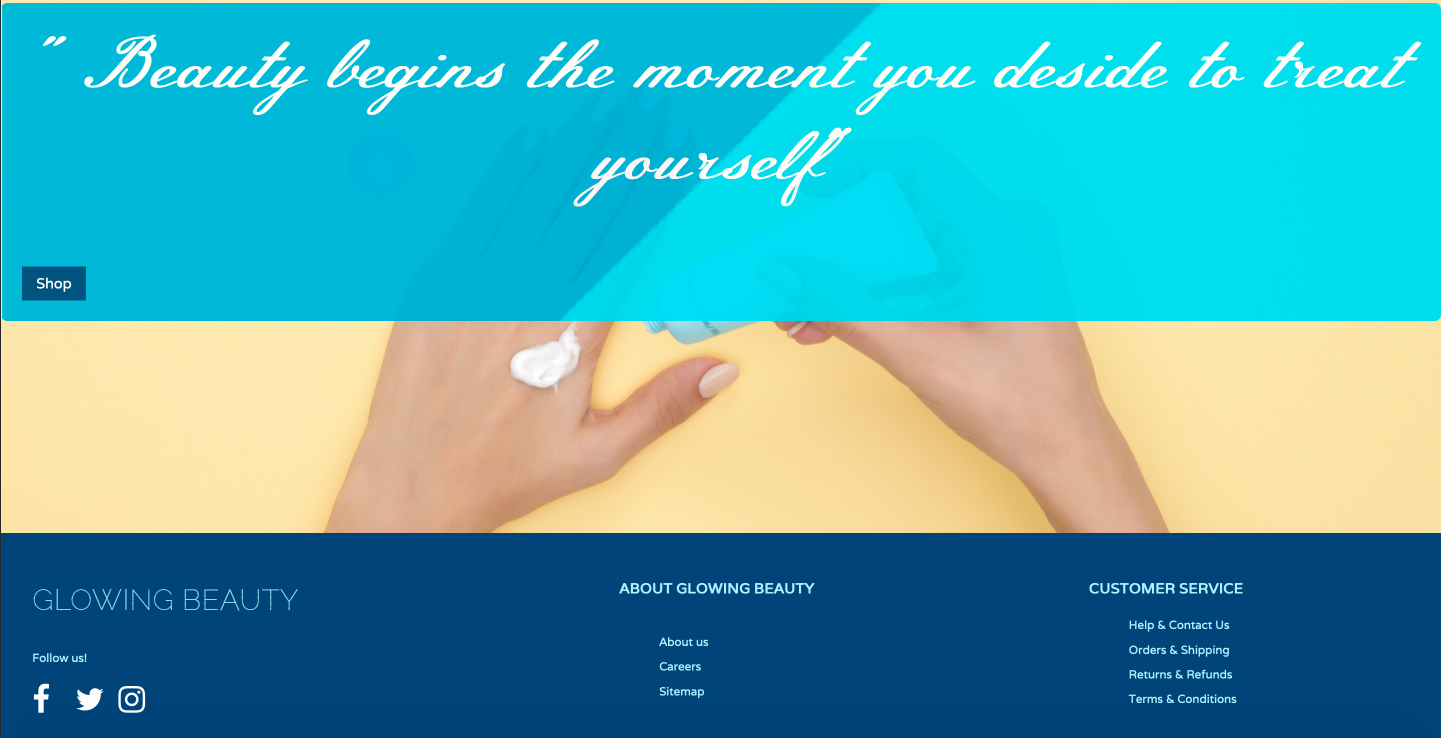 " Beauty begins the moment you deside to treat
yourself"
Shop
GLOWING BEAUTY
Follow us!
ABOUT GLOWING BEAUTY
About us
Careers
Sitemap
CUSTOMER SERVICE
Help & Contact Us
Orders & Shipping
Returns & Refunds
Terms & Conditions